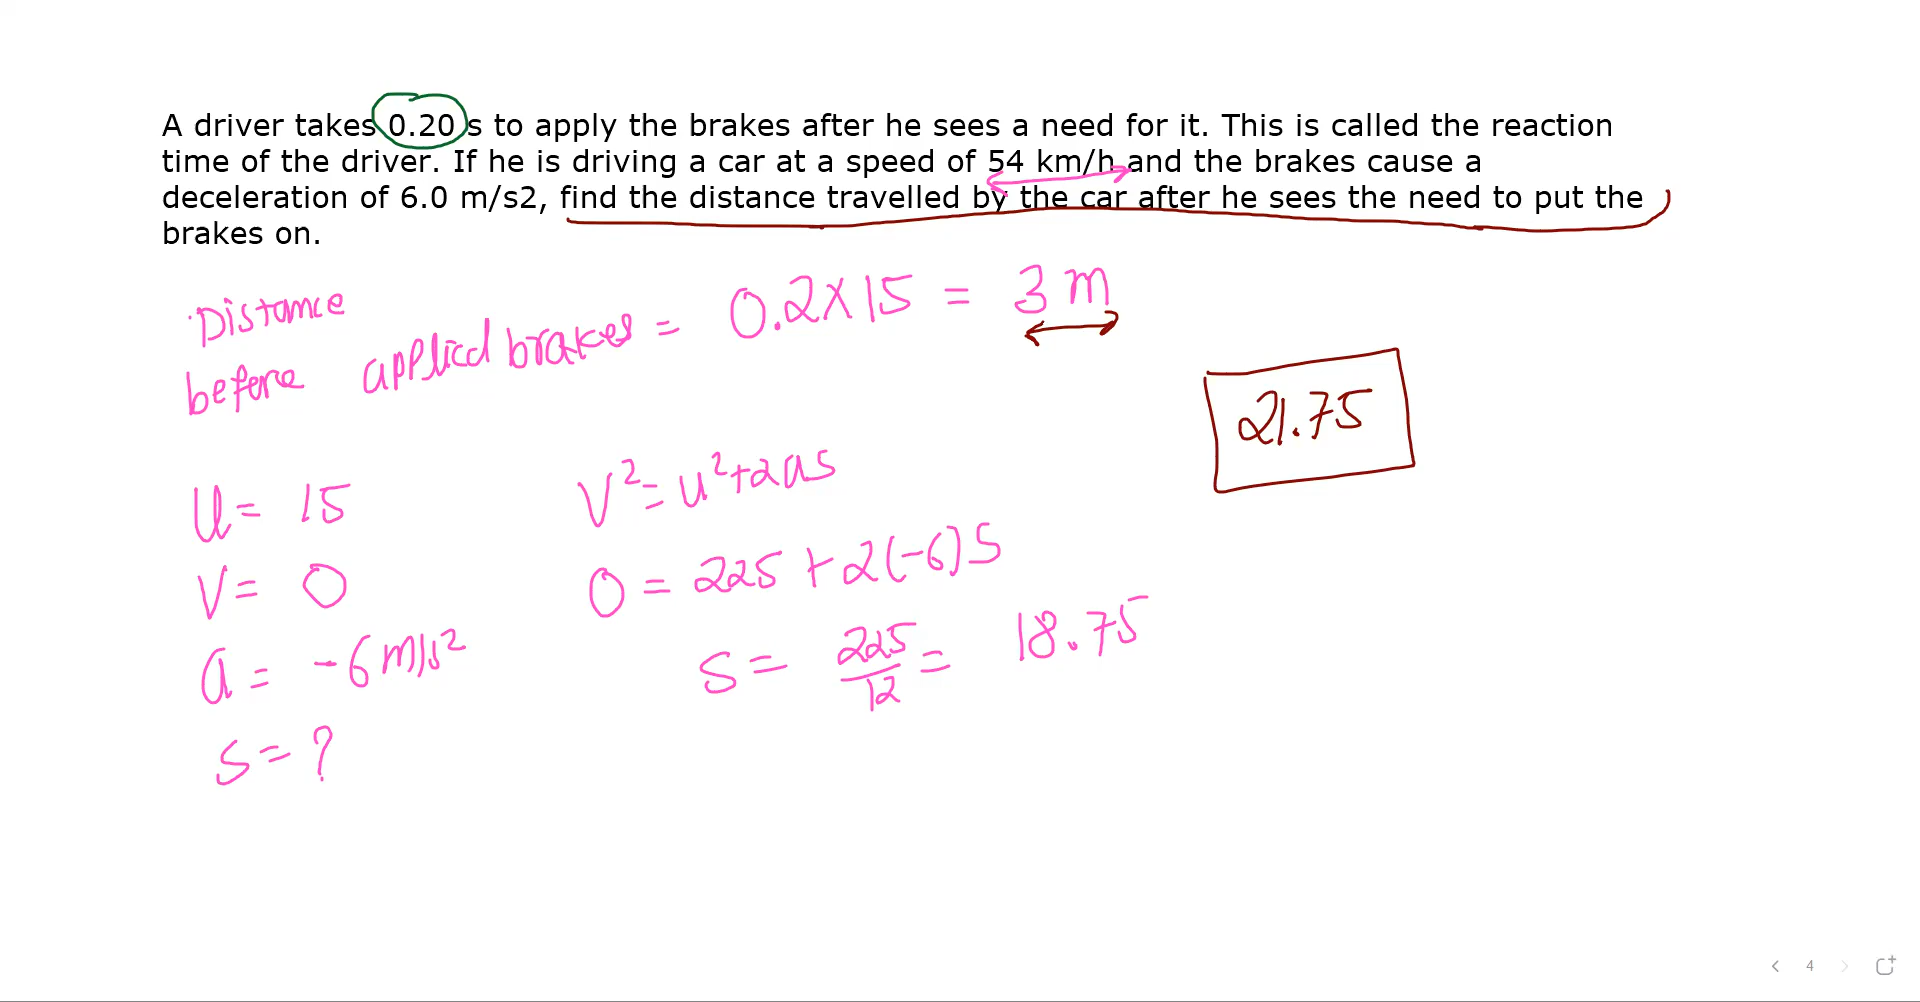 A driver takes 0.20 s to apply the brakes after he sees a need for it. This is called the reaction
time of the driver. If he is driving a car at a speed of 54 km/h and the brakes cause a
deceleration of 6.0 m/s2, find the distance travelled by the car after he sees the need to put the
brakes on.
Distance
before applied brakes = 0.2 X 15 = 3 m
21.75
u = 15
v = 0
a = -6 m/s²
s = ?
v² = u² + 2as
0 = 225 + 2(-6)s
s = 225/12 = 18.75
4